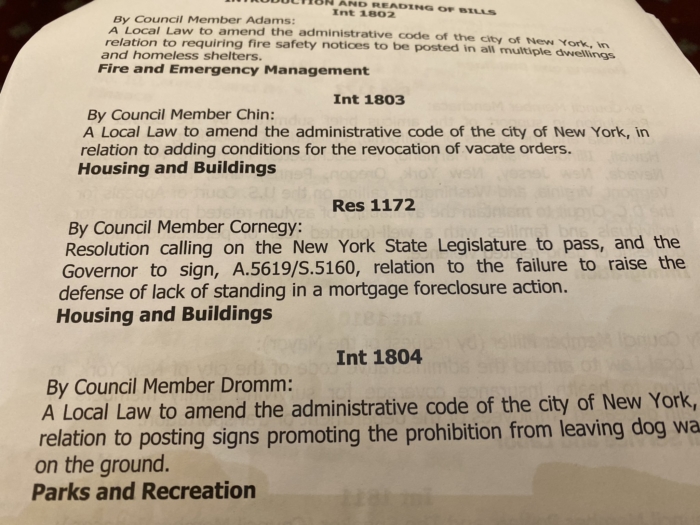 AND READING OF BILLS
Int 1802
By Council Member Adams:
A Local Law to amend the administrative code of the city of New York, in
relation to requiring fire safety notices to be posted in all multiple dwellings
and homeless shelters.
Fire and Emergency Management
Int 1803
By Council Member Chin:
A Local Law to amend the administrative code of the city of New York, in
relation to adding conditions for the revocation of vacate orders.
Housing and Buildings
Res 1172
By Council Member Cornegy:
Resolution calling on the New York State Legislature to pass, and the
Governor to sign, A.5619/S.5160, relation to the failure to raise the
defense of lack of standing in a mortgage foreclosure action.
Housing and Buildings
Int 1804
By Council Member Dromm:
A Local Law to amend the administrative code of the city of New York,
relation to posting signs promoting the prohibition from leaving dog wa
on the ground.
Parks and Recreation